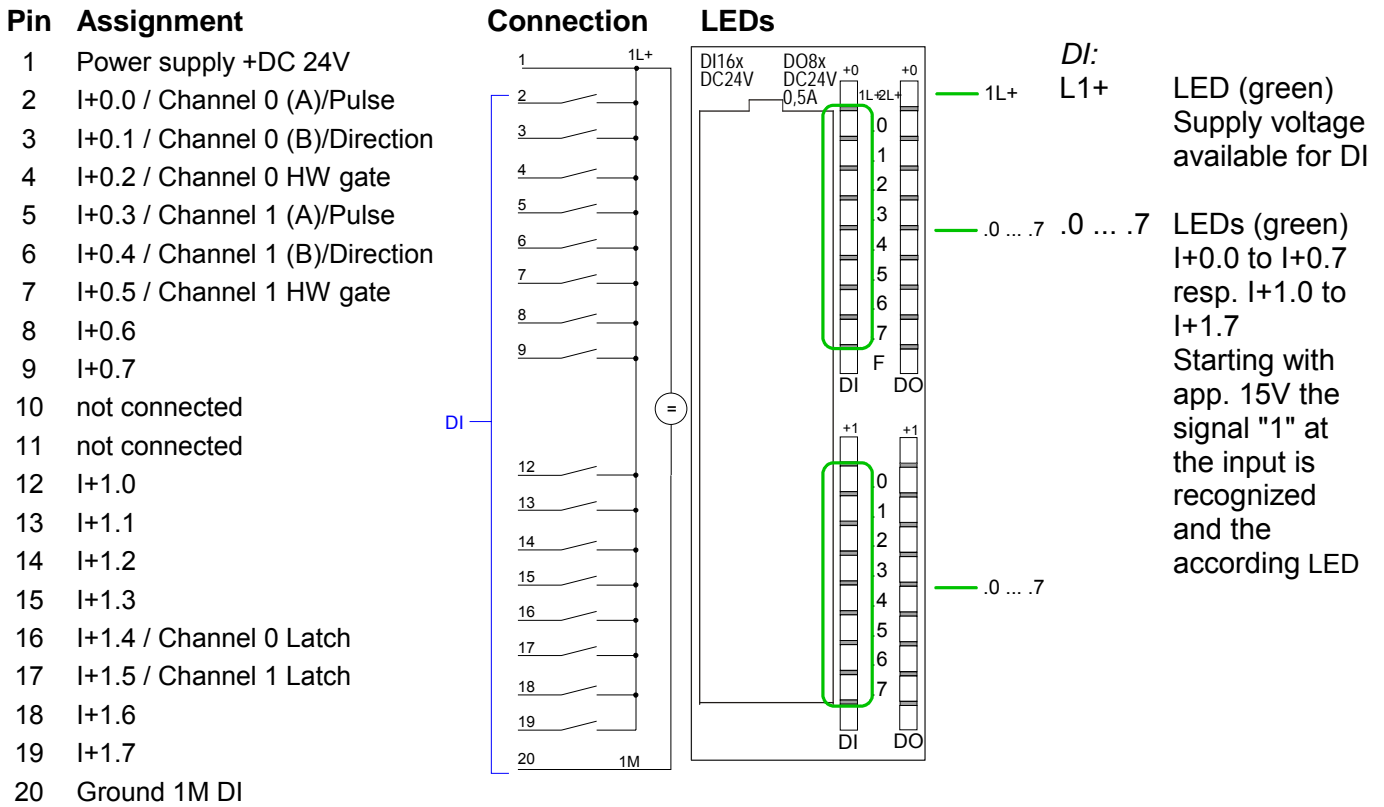 Pin Assignment Connection LEDs
1 Power supply +DC 24V
2 I+0.0 / Channel 0 (A)/Pulse
3 I+0.1 / Channel 0 (B)/Direction
4 I+0.2 / Channel 0 HW gate
5 I+0.3 / Channel 1 (A)/Pulse
6 I+0.4 / Channel 1 (B)/Direction
7 I+0.5 / Channel 1 HW gate
8 I+0.6
9 I+0.7
10 not connected
11 not connected
12 I+1.0
13 I+1.1
14 I+1.2
15 I+1.3
16 I+1.4 / Channel 0 Latch
17 I+1.5 / Channel 1 Latch
18 I+1.6
19 I+1.7
20 Ground 1M DI
DI
1 1L+
2
3
4
5
6
7
8
9
=
12
13
14
15
16
17
18
19
20 1M
DI16x DO8x
DC24V DC24V
0,5A
+0 +0
1L+ 2L+
.0
.1
.2
.3
.4
.5
.6
.7
F
DI DO
+1 +1
.0
.1
.2
.3
.4
.5
.6
.7
DI DO
1L+
.0 ... .7
.0 ... .7
DI:
L1+ LED (green)
Supply voltage
available for DI
.0 ... .7 LEDs (green)
I+0.0 to I+0.7
resp. I+1.0 to
I+1.7
Starting with
app. 15V the
signal "1" at
the input is
recognized
and the
according LED